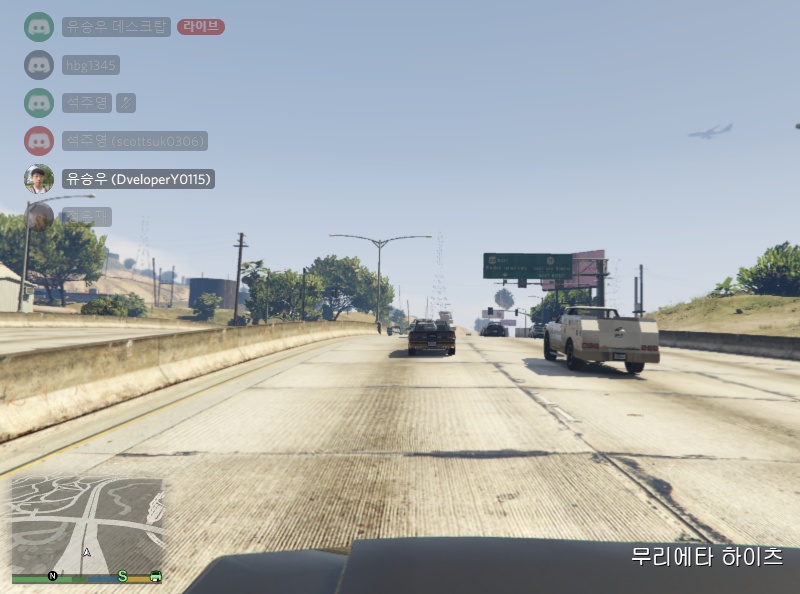 유승우 데스크탑 라이브
hbg1345
석주영
석주영 (scottsuk0306)
유승우 (DveloperY0115)
N S
무리에타 하이츠